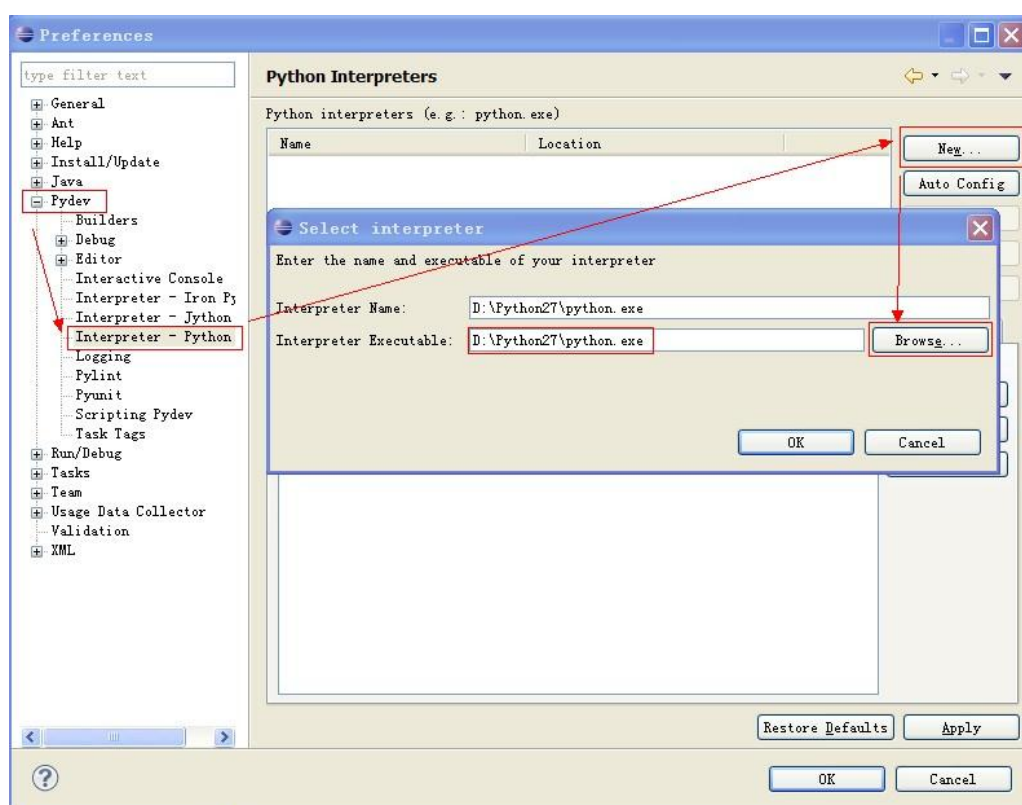 Preferences
type filter text
Python Interpreters
General
Ant
Help
Install/Update
Java
Pydev
Builders
Debug
Editor
Interactive Console
Interpreter - Iron Py
Interpreter - Jython
Interpreter - Python
Logging
Pylint
Pyunit
Scripting Pydev
Task Tags
Run/Debug
Tasks
Team
Usage Data Collector
Validation
XML
Python interpreters (e.g.: python.exe)
Name Location
New...
Auto Config
Select interpreter
Enter the name and executable of your interpreter
Interpreter Name: D:\Python27\python.exe
Interpreter Executable: D:\Python27\python.exe Browse...
OK Cancel
Restore Defaults Apply
? OK Cancel